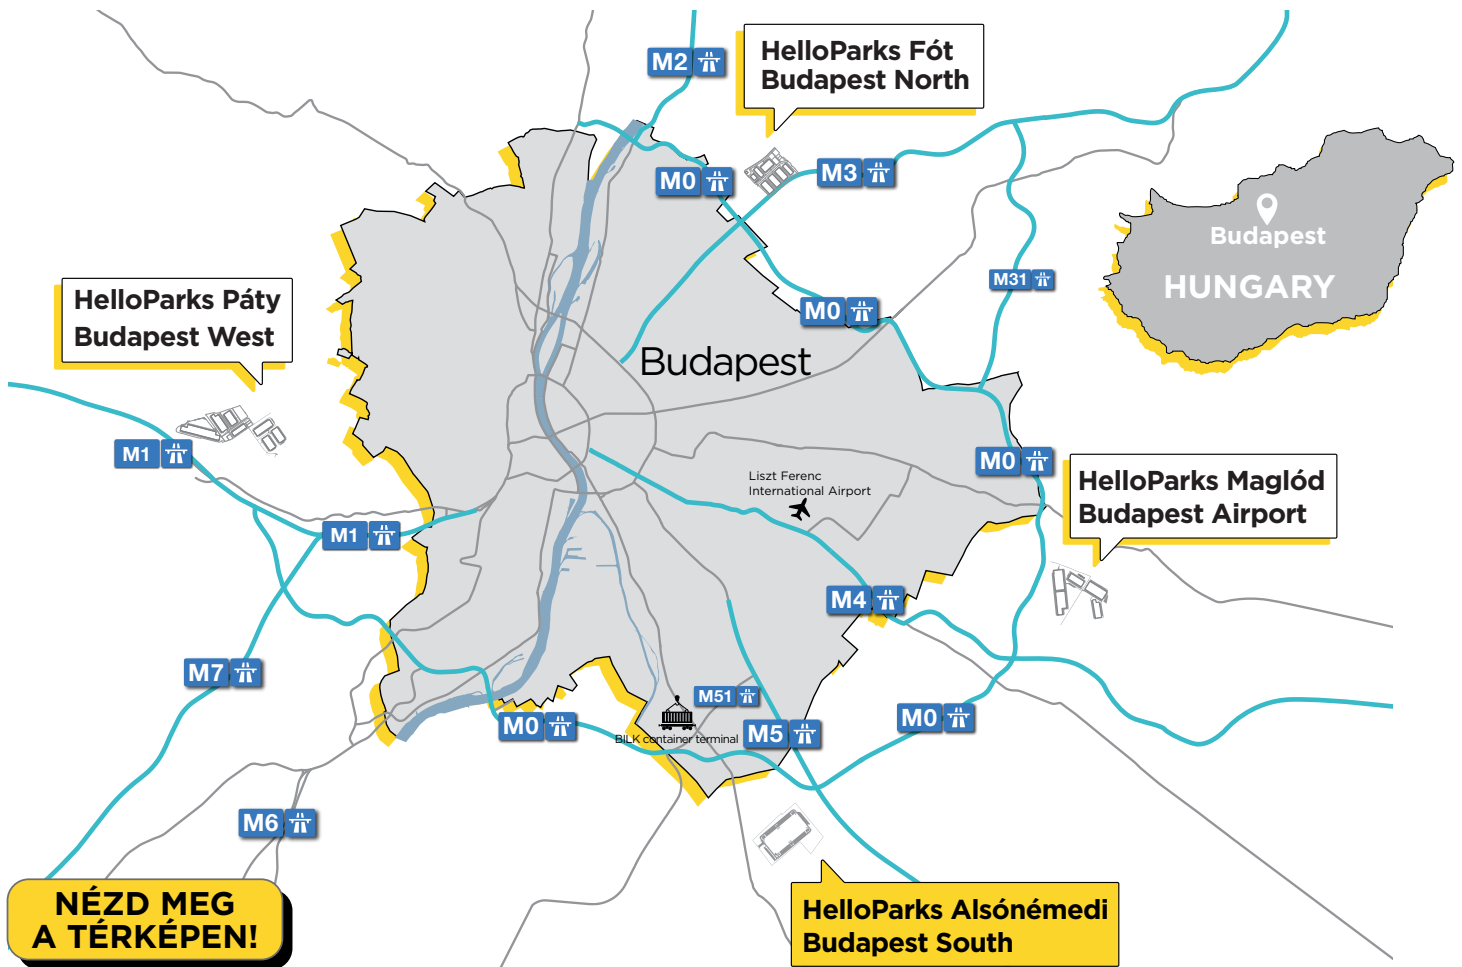 M2
HelloParks Fót
Budapest North
M0
M3
Budapest
HUNGARY
M31
HelloParks Páty
Budapest West
M0
Budapest
M1
M0
Liszt Ferenc
International Airport
HelloParks Maglód
Budapest Airport
M1
M4
M7
M51
M0
BILK container terminal
M5
M0
M6
NÉZD MEG
A TÉRKÉPEN!
HelloParks Alsónémedi
Budapest South